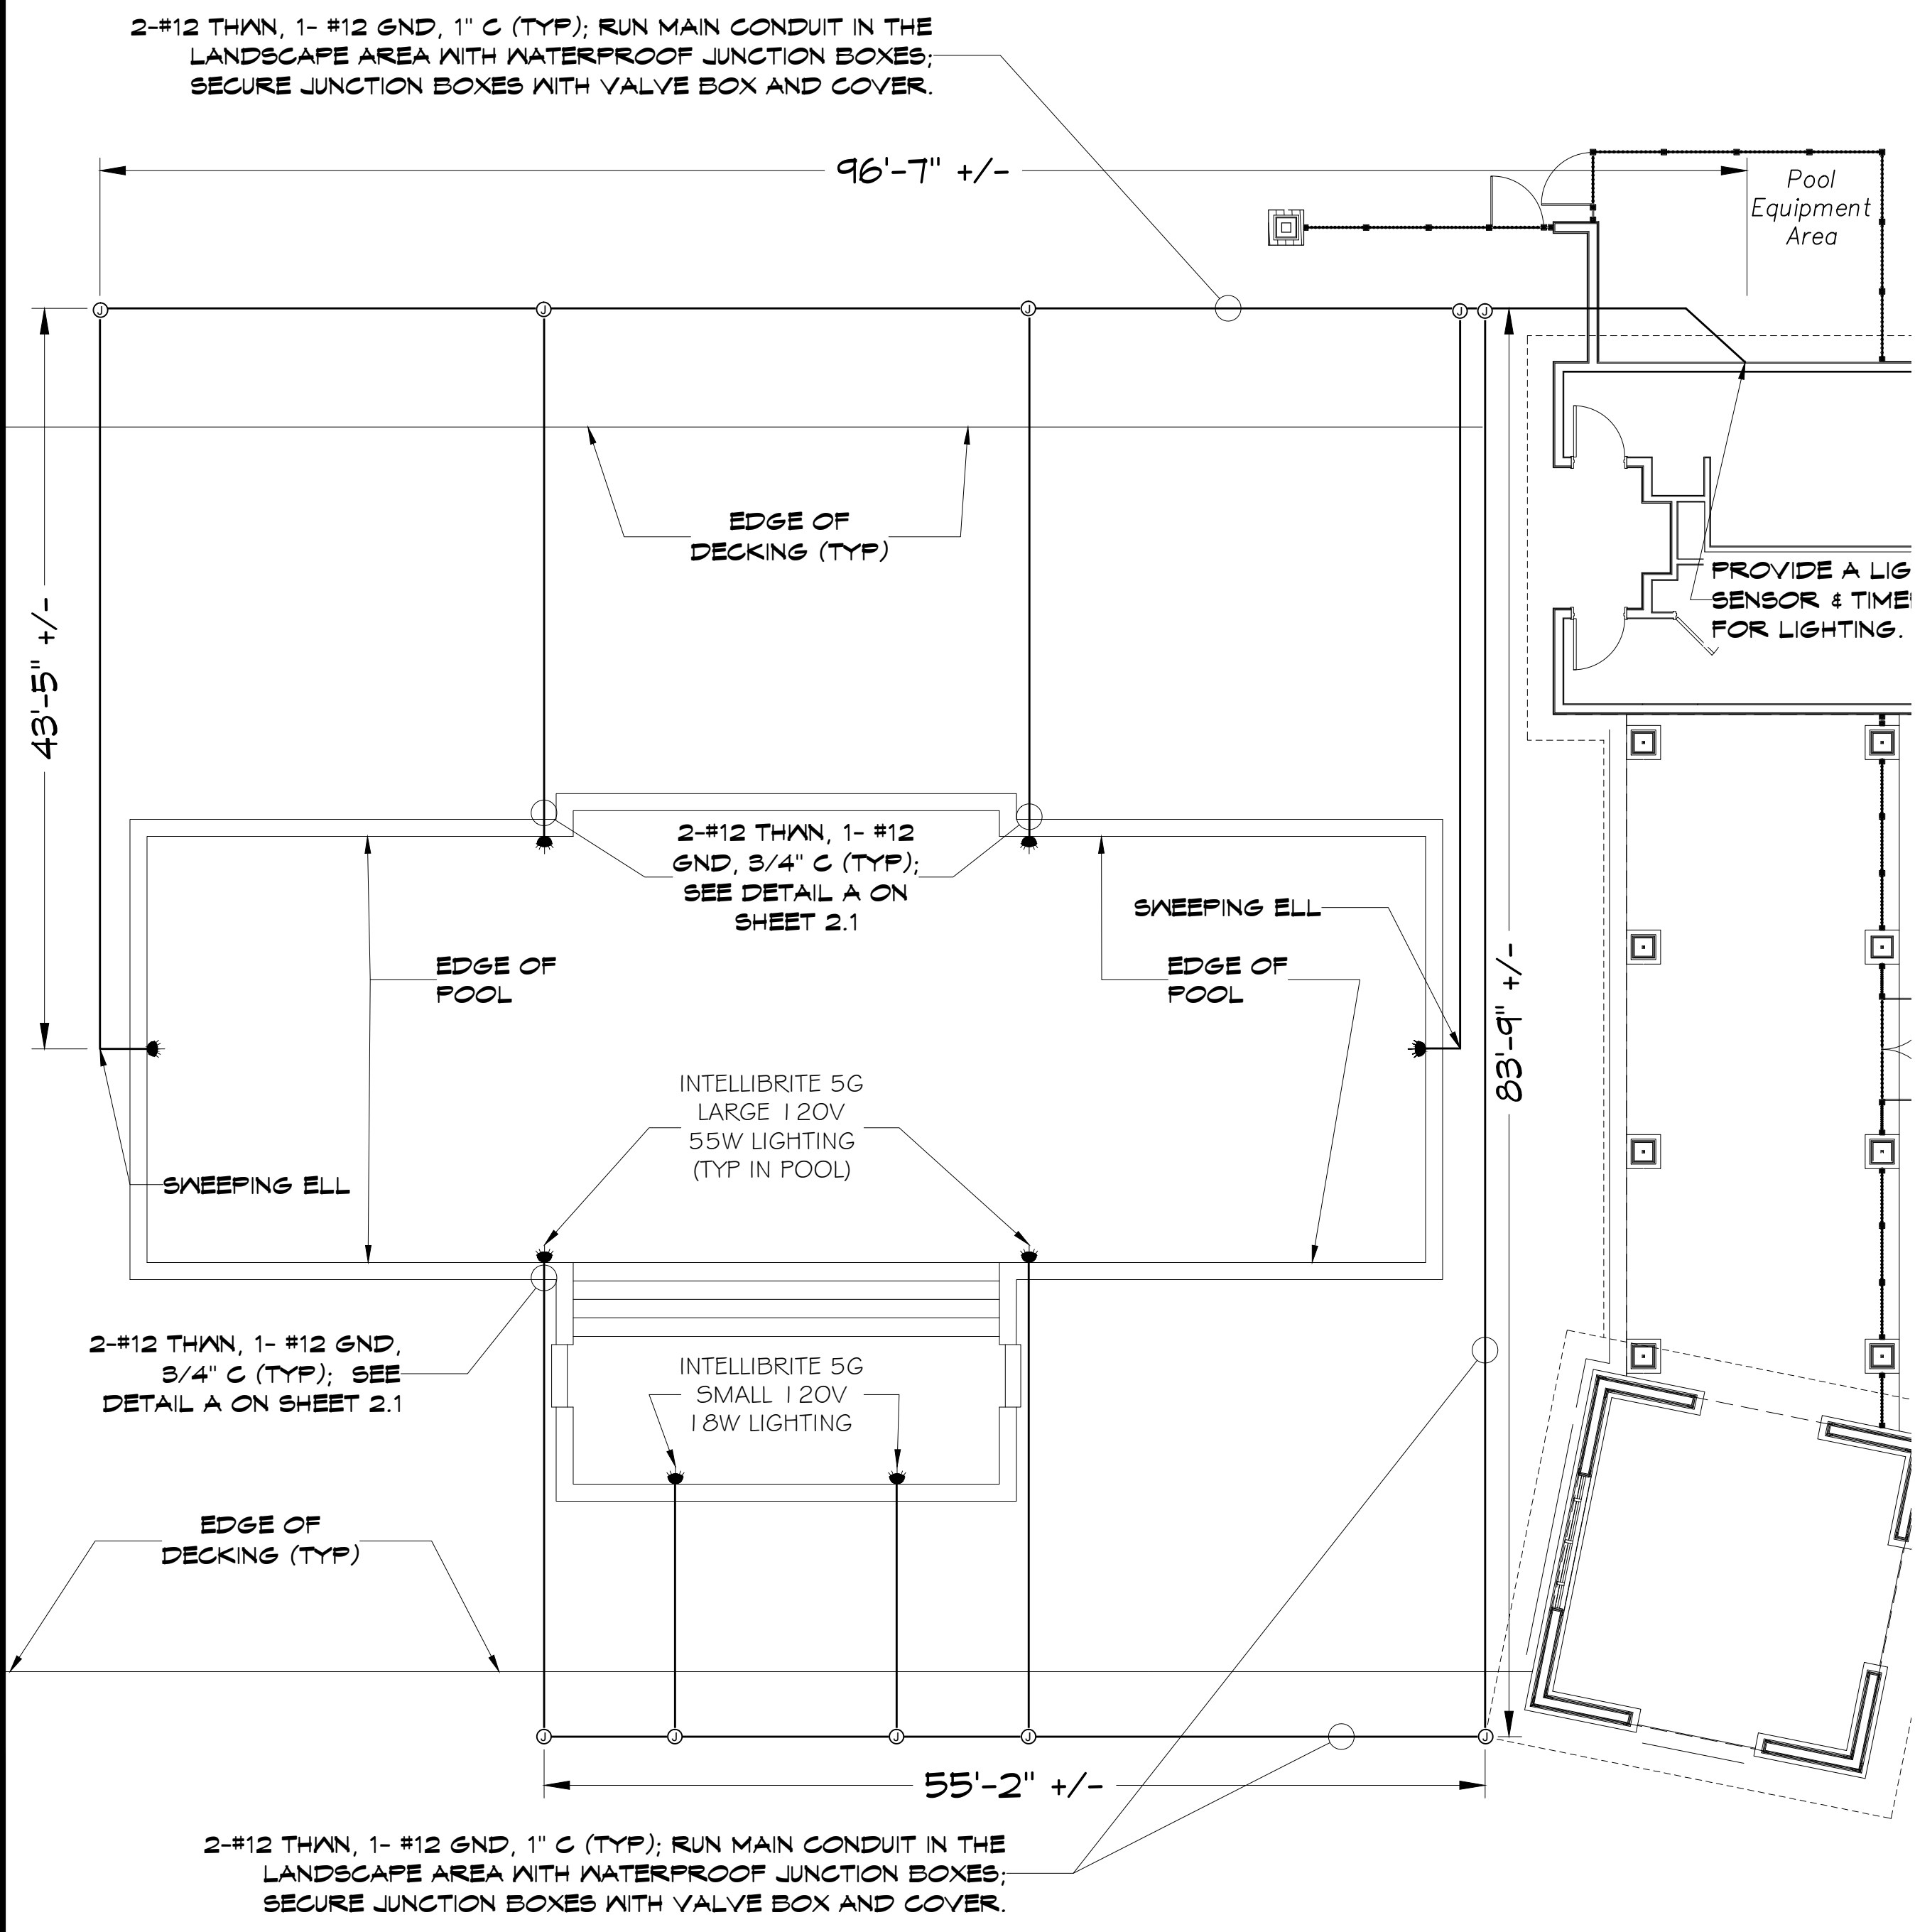 2-#12 THWN, 1- #12 GND, 1" C (TYP); RUN MAIN CONDUIT IN THE
LANDSCAPE AREA WITH WATERPROOF JUNCTION BOXES;
SECURE JUNCTION BOXES WITH VALVE BOX AND COVER.
96'-7" +/-
Pool
Equipment
Area
J
J
J
J
J
43'-5" +/-
EDGE OF
DECKING (TYP)
PROVIDE A LIG
SENSOR & TIME
FOR LIGHTING.
2-#12 THWN, 1- #12
GND, 3/4" C (TYP);
SEE DETAIL A ON
SHEET 2.1
SWEEPING ELL
EDGE OF
POOL
EDGE OF
POOL
83'-9" +/-
INTELLIBRITE 5G
LARGE 120V
55W LIGHTING
(TYP IN POOL)
SWEEPING ELL
2-#12 THWN, 1- #12 GND,
3/4" C (TYP); SEE
DETAIL A ON SHEET 2.1
INTELLIBRITE 5G
SMALL 120V
18W LIGHTING
EDGE OF
DECKING (TYP)
J
J
J
J
J
55'-2" +/-
2-#12 THWN, 1- #12 GND, 1" C (TYP); RUN MAIN CONDUIT IN THE
LANDSCAPE AREA WITH WATERPROOF JUNCTION BOXES;
SECURE JUNCTION BOXES WITH VALVE BOX AND COVER.